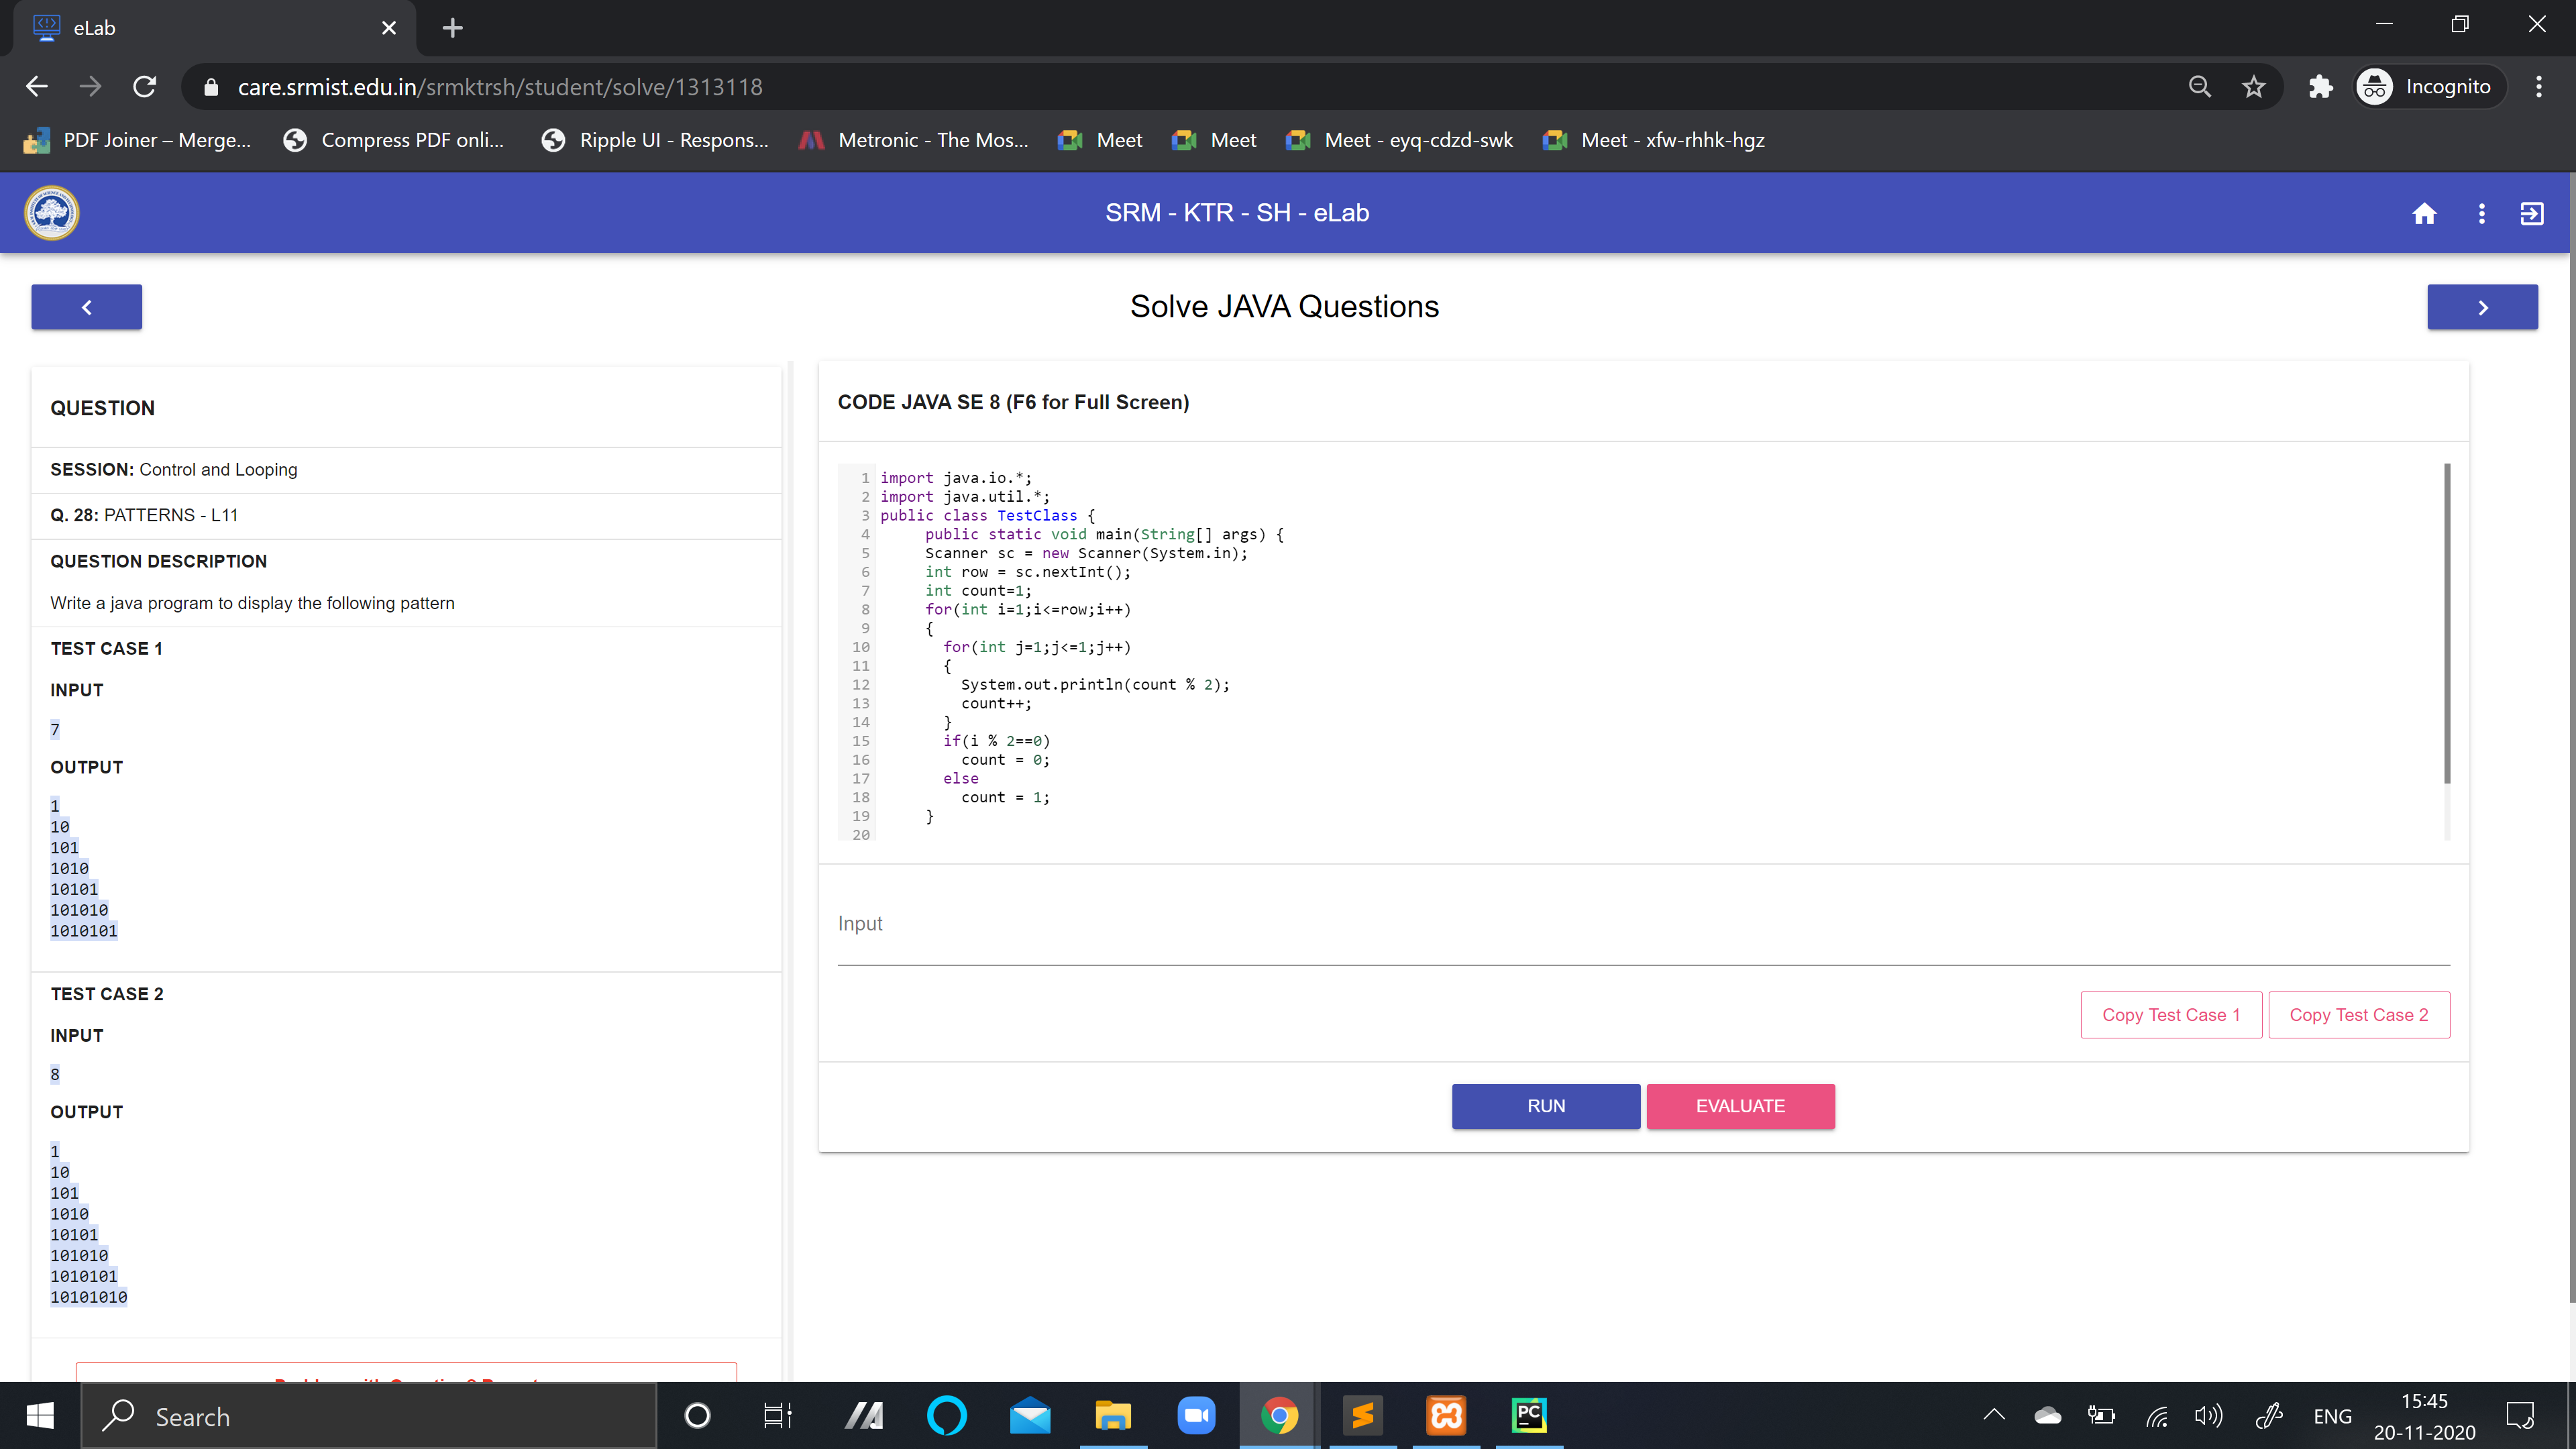 eLab
care.srmist.edu.in/srmktrsh/student/solve/1313118
Incognito
PDF Joiner – Merge...
Compress PDF onli...
Ripple UI - Respons...
Metronic - The Mos...
Meet
Meet
Meet - eyq-cdzd-swk
Meet - xfw-rhhk-hgz
SRM - KTR - SH - eLab
Solve JAVA Questions
QUESTION
SESSION: Control and Looping
Q. 28: PATTERNS - L11
QUESTION DESCRIPTION
Write a java program to display the following pattern
TEST CASE 1
INPUT
7
OUTPUT
1
10
101
1010
10101
101010
1010101
TEST CASE 2
INPUT
8
OUTPUT
1
10
101
1010
10101
101010
1010101
10101010
CODE JAVA SE 8 (F6 for Full Screen)
1 import java.io.*;
2 import java.util.*;
3 public class TestClass {
4 public static void main(String[] args) {
5 Scanner sc = new Scanner(System.in);
6 int row = sc.nextInt();
7 int count=1;
8 for(int i=1;i<=row;i++)
9 {
10 for(int j=1;j<=1;j++)
11 {
12 System.out.println(count % 2);
13 count++;
14 }
15 if(i % 2==0)
16 count = 0;
17 else
18 count = 1;
19 }
20
Input
Copy Test Case 1
Copy Test Case 2
RUN
EVALUATE
Search
PC
ENG
15:45
20-11-2020